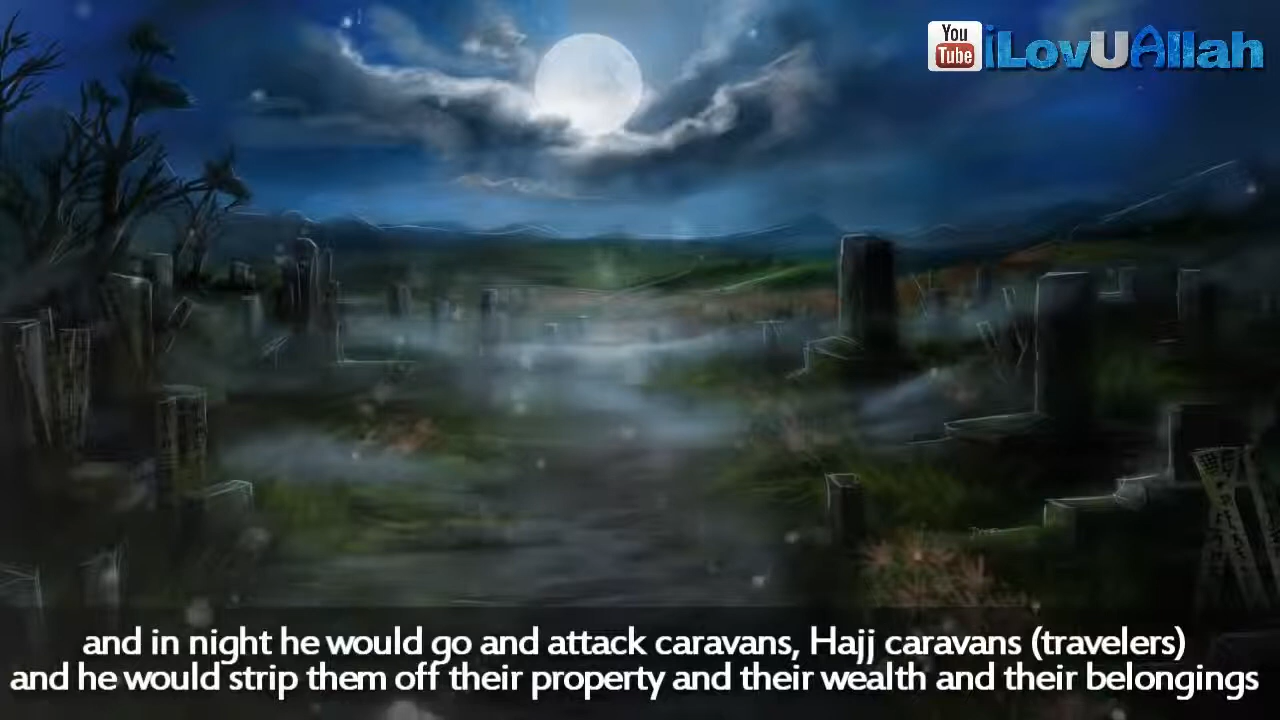 You
Tube
iLovUAllah
and in night he would go and attack caravans, Hajj caravans (travelers)
and he would strip them off their property and their wealth and their belongings